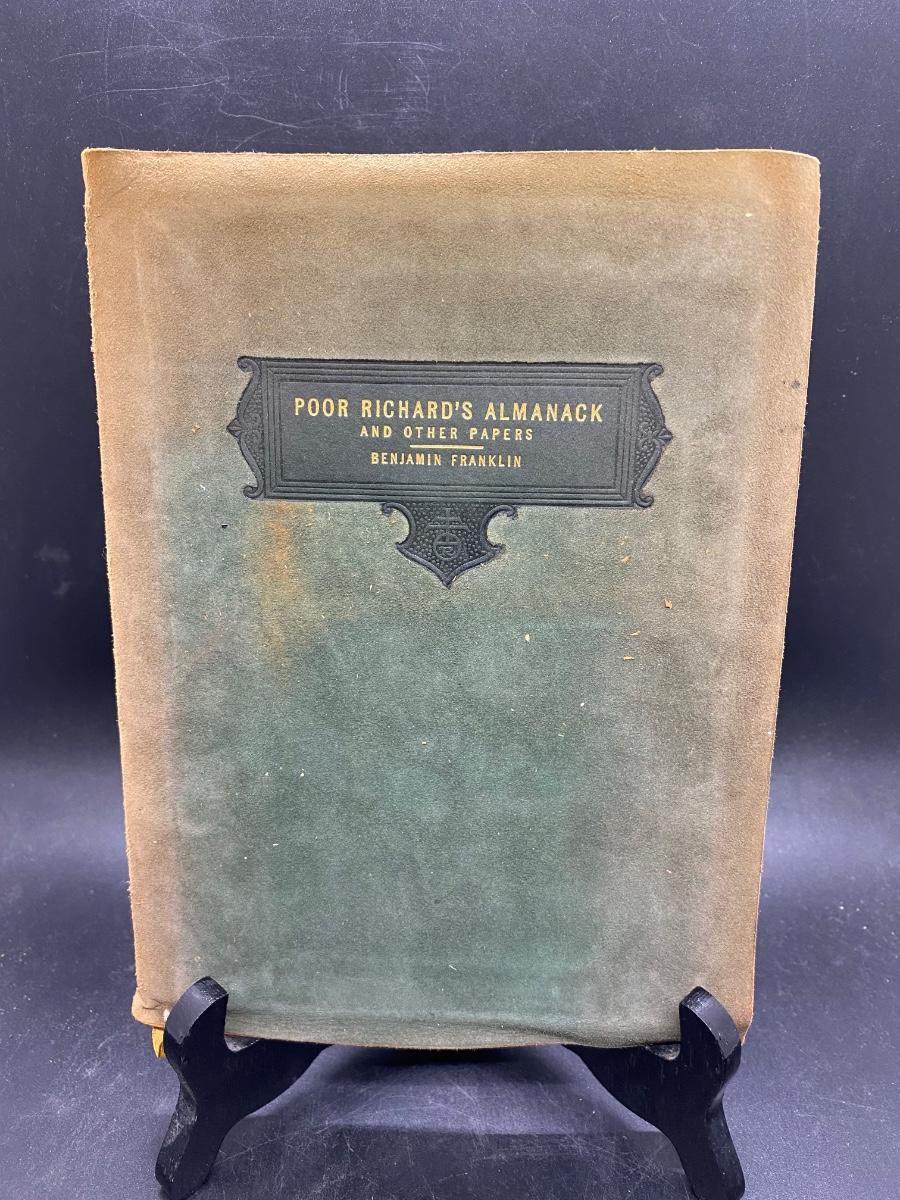 POOR RICHARD'S ALMANACK
AND OTHER PAPERS
BENJAMIN FRANKLIN